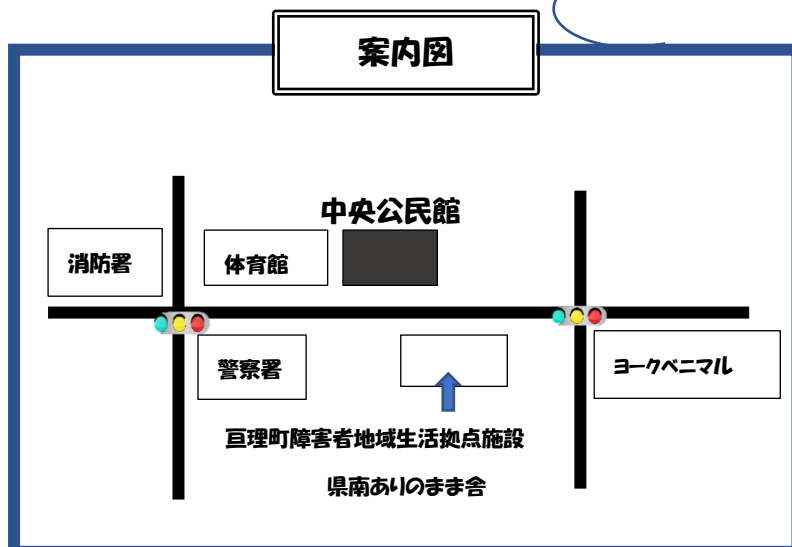 案内図
中央公民館
消防署
体育館
警察署
ヨークベニマル
亘理町障害者地域生活拠点施設
県南ありのまま舎